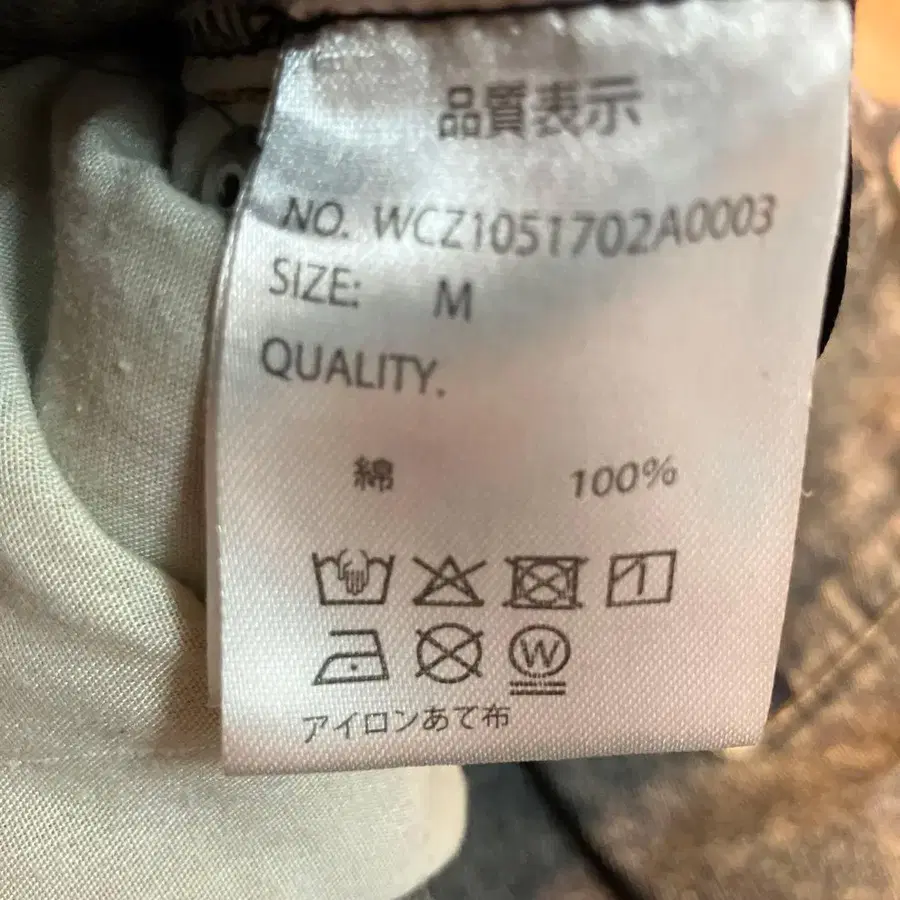 品質表示
NO. WCZ1051702A0003
SIZE: M
QUALITY.
綿 100%
W
アイロンあて布